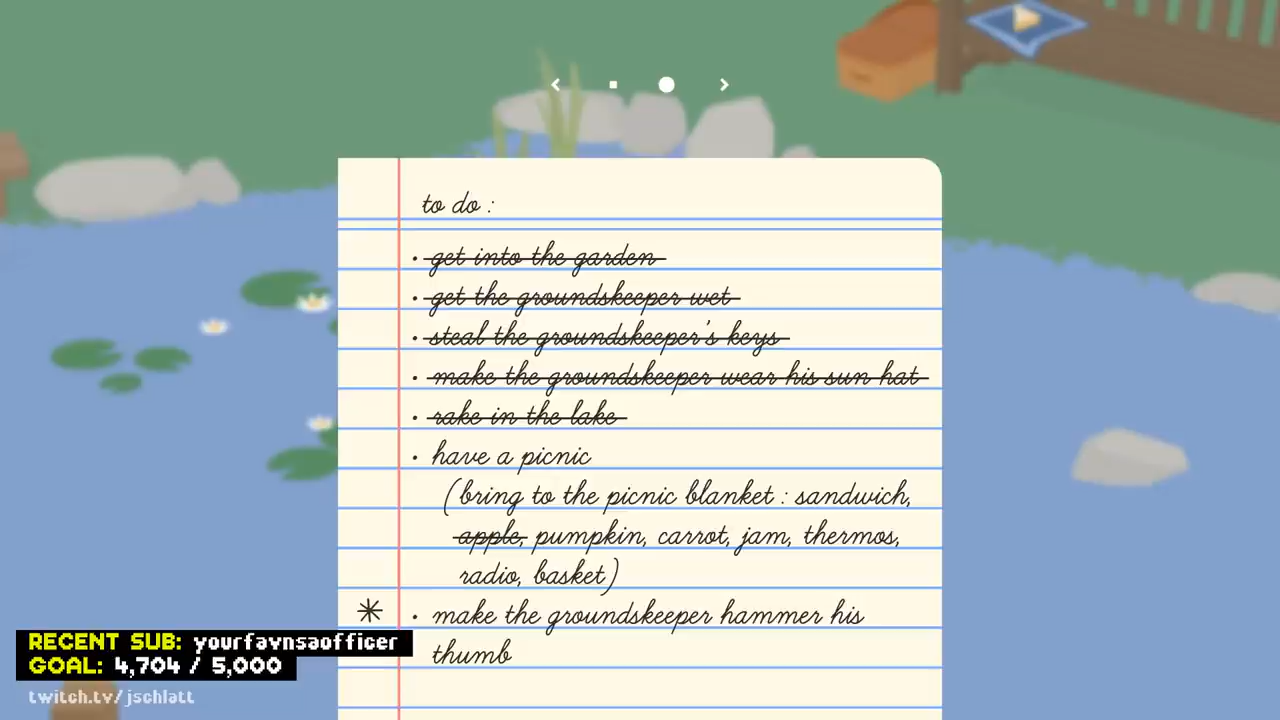 to do :
• get into the garden
• get the groundskeeper wet
• steal the groundskeeper's keys
• make the groundskeeper wear his sun hat
• rake in the lake
• have a picnic
(bring to the picnic blanket : sandwich,
apple, pumpkin, carrot, jam, thermos,
radio, basket)
• make the groundskeeper hammer his
thumb
RECENT SUB: yourfavnsaofficer
GOAL: 4,704 / 5,000
twitch.tv/jschlatt